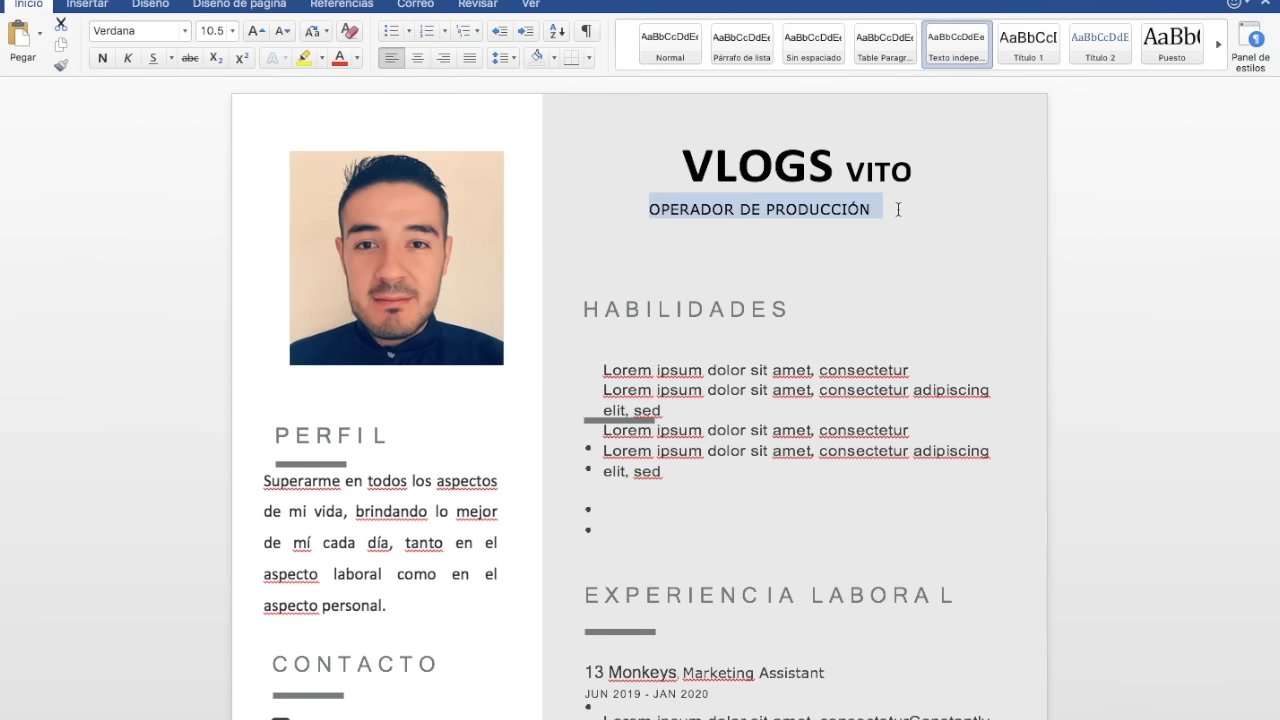 Inicio Insertar Diseño Diseño de página Referencias Correo Revisar Ver
Pegar
Verdana 10.5
N K S abc X₂ X²
AaBbCcDdEe AaBbCcDdEe AaBbCcDdEe AaBbCcDdEe AaBbCcDdEe AaBbCcI AaBbCcDdE AaBb(
Normal Párrafo de lista Sin espaciado Table Paragr... Texto indepe... Título 1 Título 2 Puesto
Panel de estilos
VLOGS VITO
OPERADOR DE PRODUCCIÓN
HABILIDADES
Lorem ipsum dolor sit amet, consectetur
Lorem ipsum dolor sit amet, consectetur adipiscing
elit, sed
Lorem ipsum dolor sit amet, consectetur
Lorem ipsum dolor sit amet, consectetur adipiscing
elit, sed
PERFIL
Superarme en todos los aspectos
de mi vida, brindando lo mejor
de mí cada día, tanto en el
aspecto laboral como en el
aspecto personal.
CONTACTO
EXPERIENCIA LABORAL
13 Monkeys, Marketing Assistant
JUN 2019 - JAN 2020
Lorem ipsum dolor sit amet, consecteturConstantly